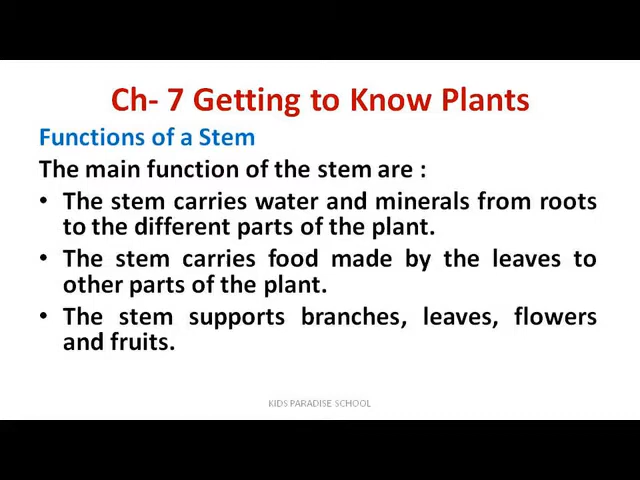 Ch- 7 Getting to Know Plants
Functions of a Stem
The main function of the stem are :
• The stem carries water and minerals from roots
to the different parts of the plant.
• The stem carries food made by the leaves to
other parts of the plant.
• The stem supports branches, leaves, flowers
and fruits.
KIDS PARADISE SCHOOL